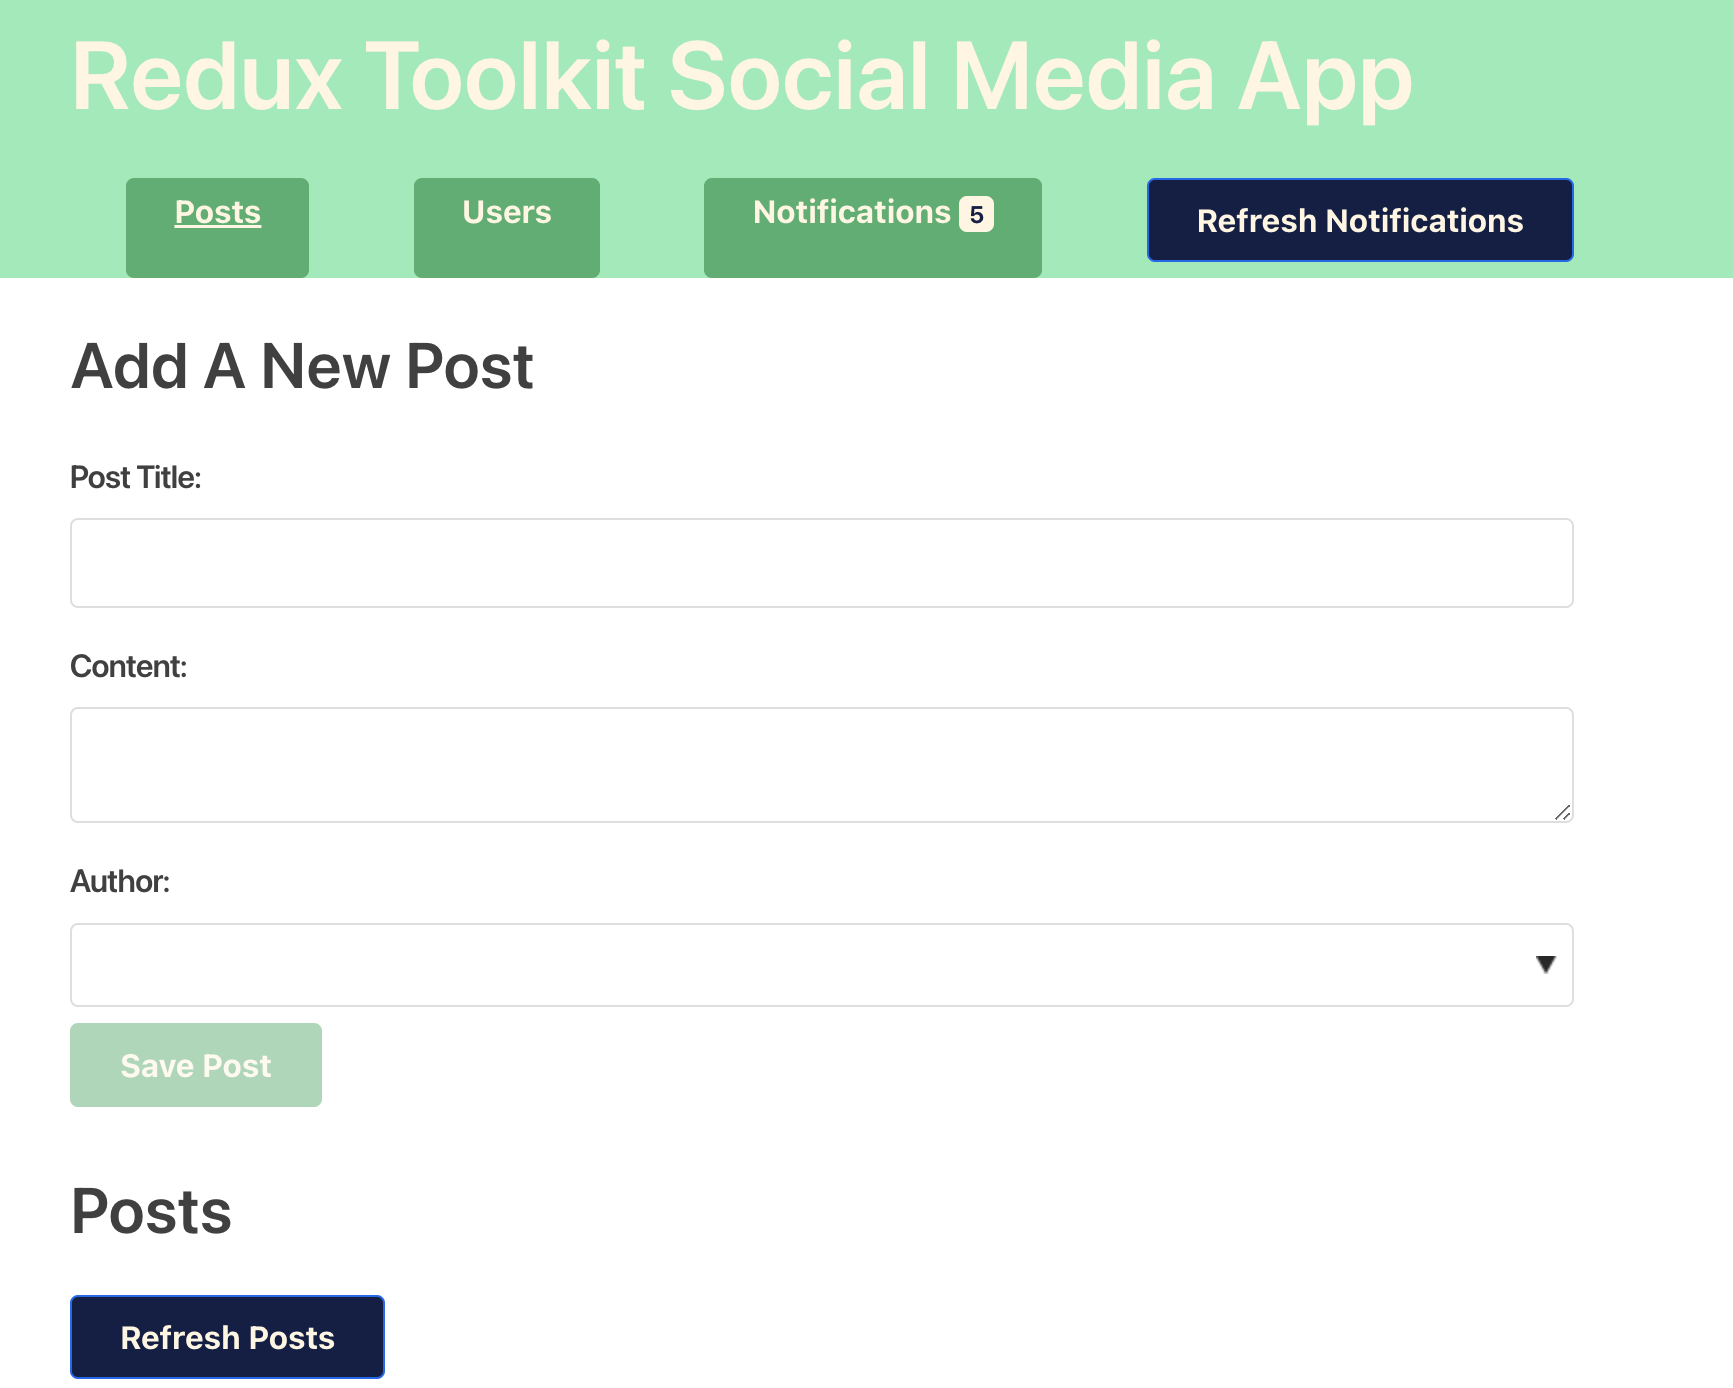 Redux Toolkit Social Media App
Posts Users Notifications 5 Refresh Notifications
Add A New Post
Post Title:
Content:
Author:
Save Post
Posts
Refresh Posts